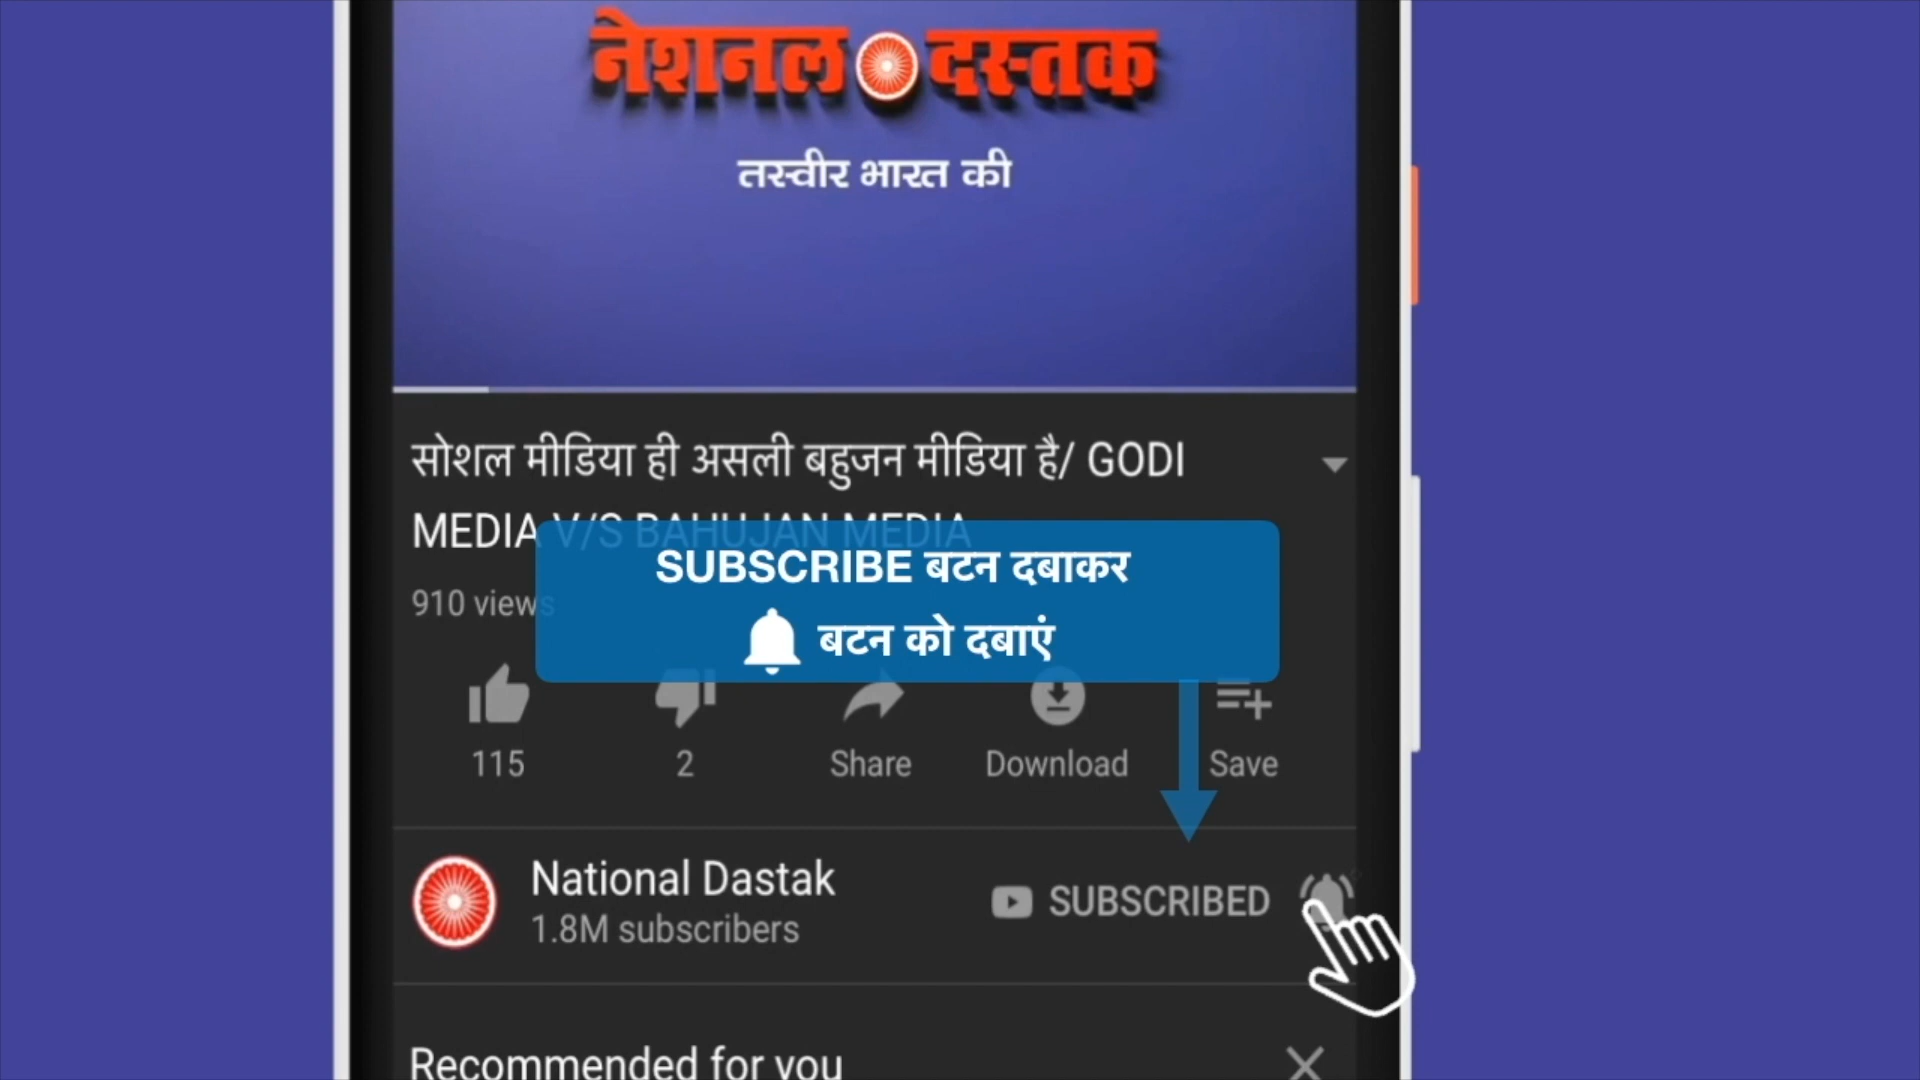 नेशनल दस्तक
तस्वीर भारत की
सोशल मीडिया ही असली बहुजन मीडिया है/ GODI
MEDIA V/S BAHUJAN MEDIA
SUBSCRIBE बटन दबाकर
बटन को दबाएं
910 views
115
2
Share
Download
Save
National Dastak
1.8M subscribers
SUBSCRIBED
Recommended for you